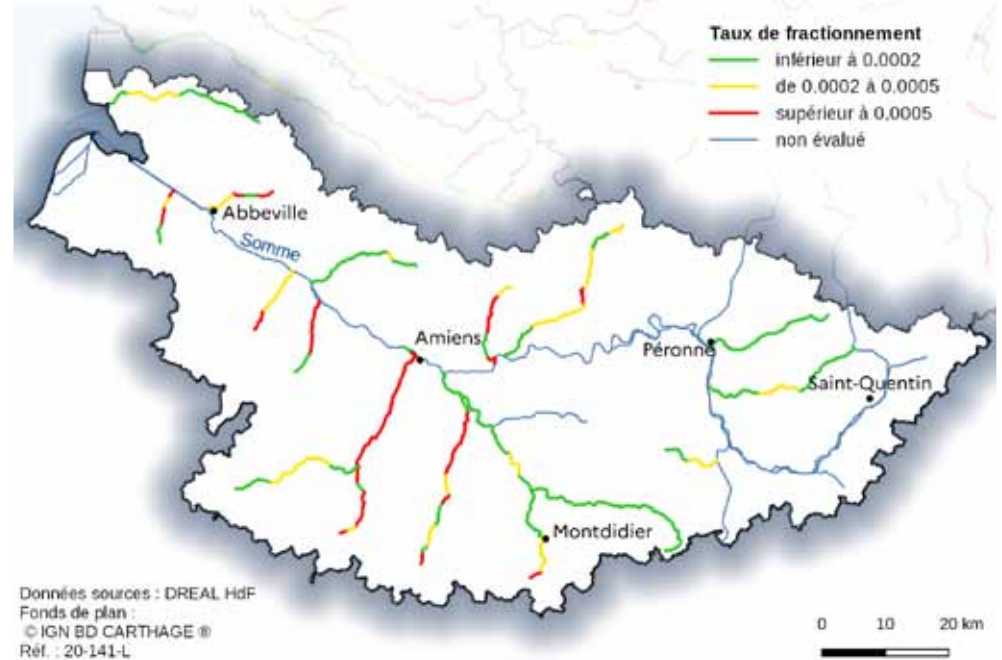 Taux de fractionnement
inférieur à 0.0002
de 0.0002 à 0.0005
supérieur à 0.0005
non évalué
Abbeville
Somme
Amiens
Péronne
Saint-Quentin
Montdidier
Données sources : DREAL HdF
Fonds de plan :
© IGN BD CARTHAGE ®
Réf. : 20-141-L
0 10 20 km